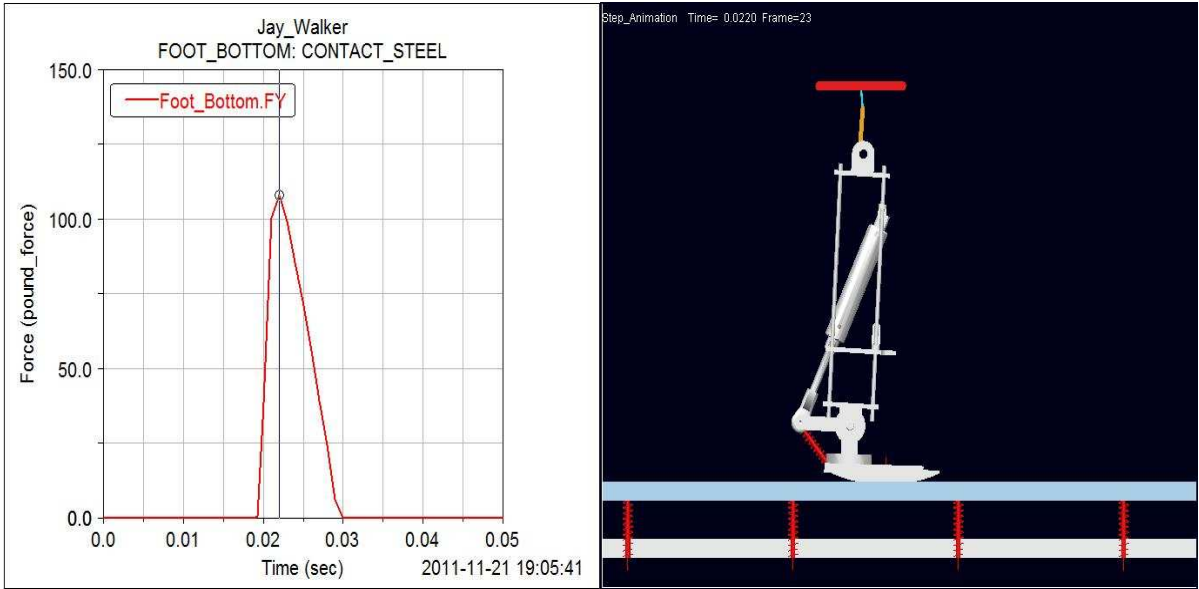 Jay_Walker
FOOT_BOTTOM: CONTACT_STEEL
150.0
Foot_Bottom.FY
100.0
50.0
0.0
Force (pound_force)
0.0 0.01 0.02 0.03 0.04 0.05
Time (sec)
2011-11-21 19:05:41
Step_Animation Time= 0.0220 Frame=23